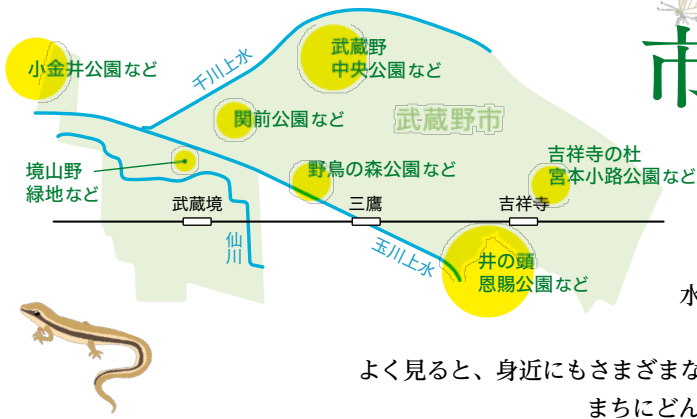 市
小金井公園など
千川上水
武蔵野
中央公園など
関前公園など
武蔵野市
境山野
緑地など
野鳥の森公園など
吉祥寺の杜
宮本小路公園など
武蔵境
三鷹
吉祥寺
仙川
玉川上水
井の頭
恩賜公園など
水
よく見ると、身近にもさまざまな
まちにどん